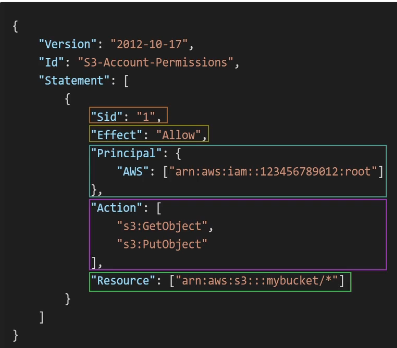 {
    "Version": "2012-10-17",
    "Id": "S3-Account-Permissions",
    "Statement": [
        {
            "Sid": "1",
            "Effect": "Allow",
            "Principal": {
                "AWS": ["arn:aws:iam::123456789012:root"]
            },
            "Action": [
                "s3:GetObject",
                "s3:PutObject"
            ],
            "Resource": ["arn:aws:s3:::mybucket/*"]
        }
    ]
}